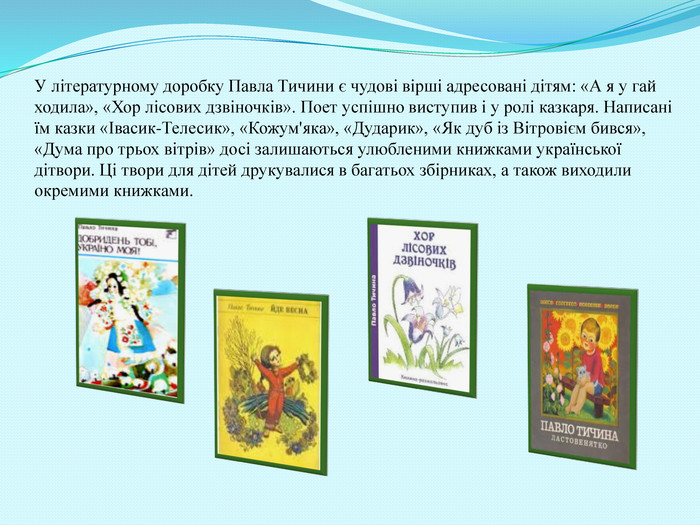 У літературному доробку Павла Тичини є чудові вірші адресовані дітям: «А я у гай
ходила», «Хор лісових дзвіночків». Поет успішно виступив і у ролі казкаря. Написані
їм казки «Івасик-Телесик», «Кожум'яка», «Дударик», «Як дуб із Вітровієм бився»,
«Дума про трьох вітрів» досі залишаються улюбленими книжками української
дітвори. Ці твори для дітей друкувалися в багатьох збірниках, а також виходили
окремими книжками.
Павло Тичина
ДОБРИДЕНЬ ТОБІ,
УКРАЇНО МОЯ!
Павло Тичина ЙДЕ ВЕСНА
ХОР
ЛІСОВИХ
ДЗВІНОЧКІВ
Павло Тичина
Книжка-розмальовка
ПАВЛО ТИЧИНА
ЛАСТОВЕНЯТКО